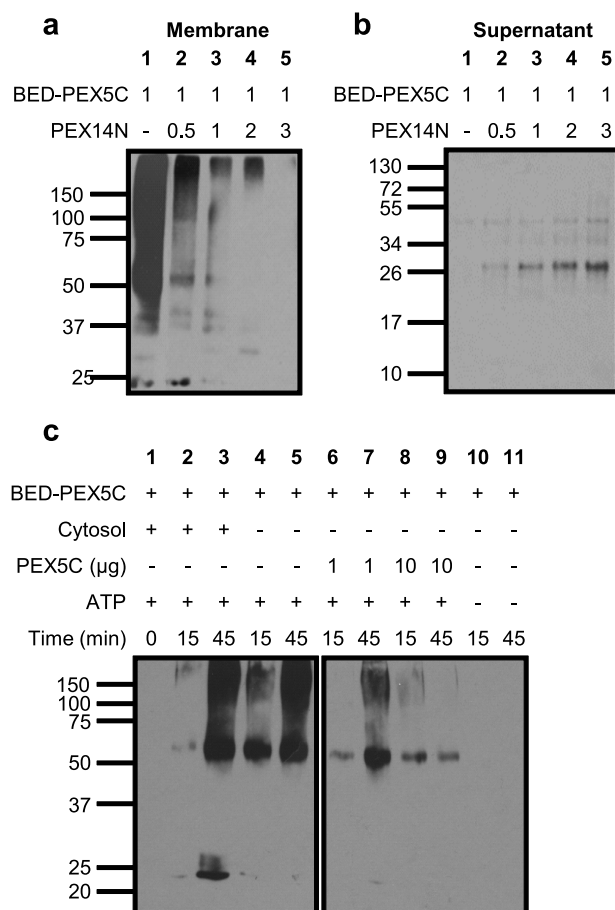 a
Membrane
1 2 3 4 5
BED-PEX5C 1 1 1 1 1
PEX14N - 0.5 1 2 3
150
100
75
50
37
25
b
Supernatant
1 2 3 4 5
BED-PEX5C 1 1 1 1 1
PEX14N - 0.5 1 2 3
130
72
55
34
26
17
10
c
1 2 3 4 5 6 7 8 9 10 11
BED-PEX5C + + + + + + + + + + +
Cytosol + + + - - - - - - - -
PEX5C (µg) - - - - - 1 1 10 10 - -
ATP + + + + + + + + + - -
Time (min) 0 15 45 15 45 15 45 15 45 15 45
150
100
75
50
37
25
20